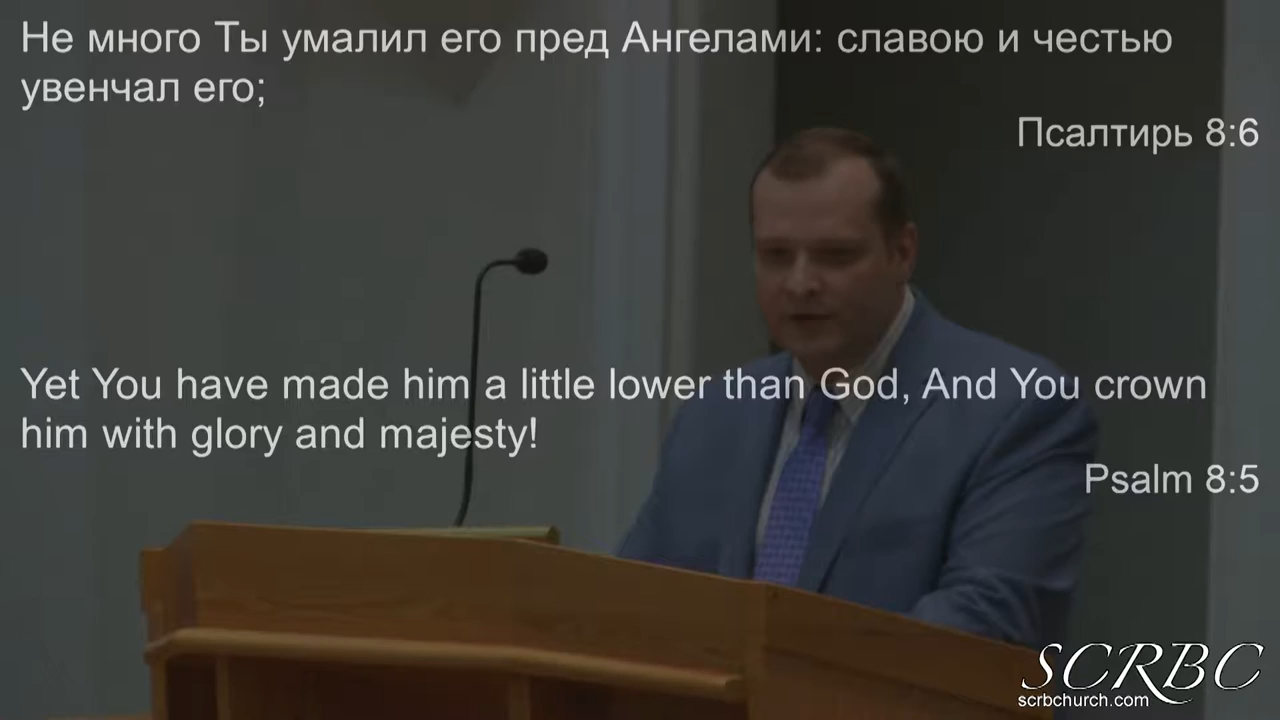 Не много Ты умалил его пред Ангелами: славою и честью
увенчал его;
Псалтирь 8:6
Yet You have made him a little lower than God, And You crown
him with glory and majesty!
Psalm 8:5
SCRBC
scrbchurch.com